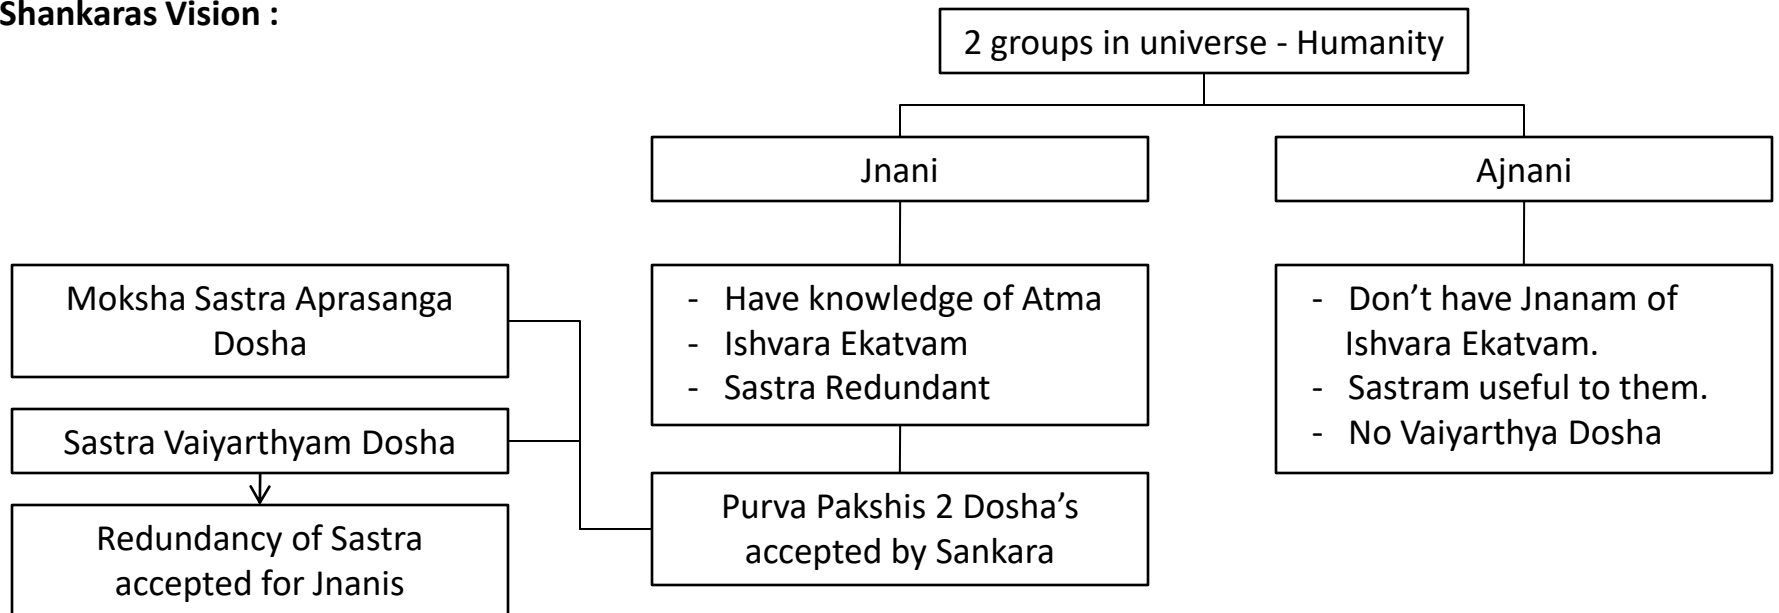 Shankaras Vision :
2 groups in universe - Humanity
Jnani
Ajnani
Moksha Sastra Aprasanga
Dosha
Sastra Vaiyarthyam Dosha
Redundancy of Sastra
accepted for Jnanis
- Have knowledge of Atma
- Ishvara Ekatvam
- Sastra Redundant
Purva Pakshis 2 Dosha’s
accepted by Sankara
- Don’t have Jnanam of
Ishvara Ekatvam.
- Sastram useful to them.
- No Vaiyarthya Dosha